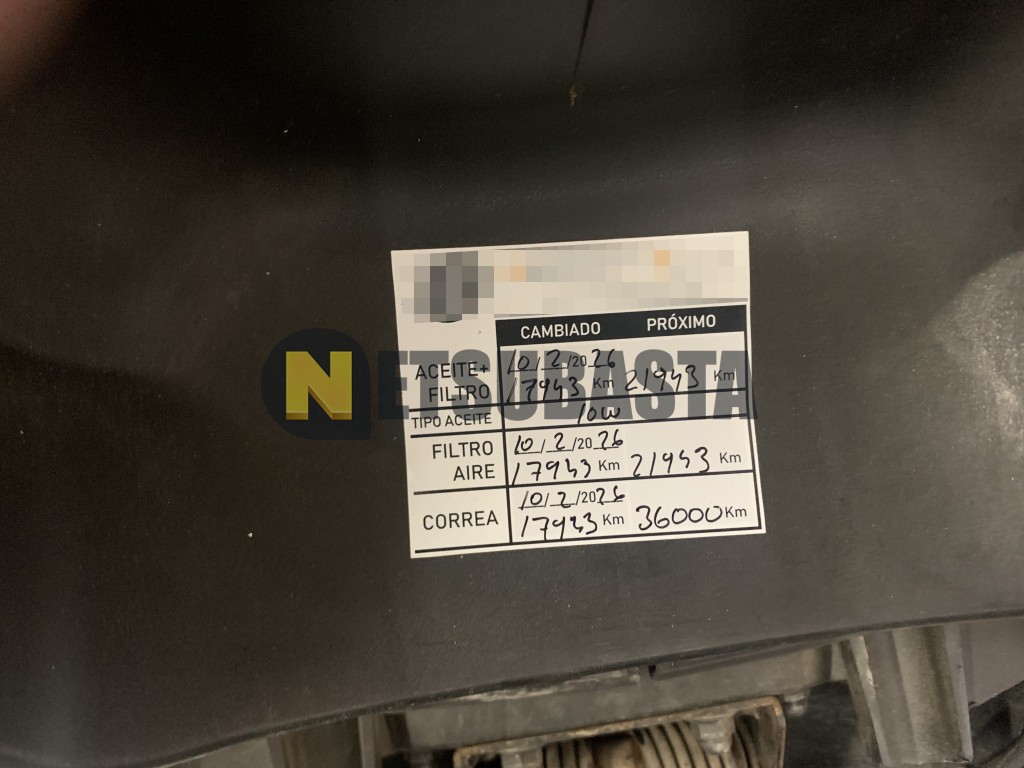 CAMBIADO PRÓXIMO
ACEITE+ FILTRO 10/2/2026
17943 Km 21943 Km
TIPO ACEITE 10W
FILTRO AIRE 10/2/2026
17943 Km 21943 Km
CORREA 10/2/2026
17943 Km 36000 Km
NETSUBASTA